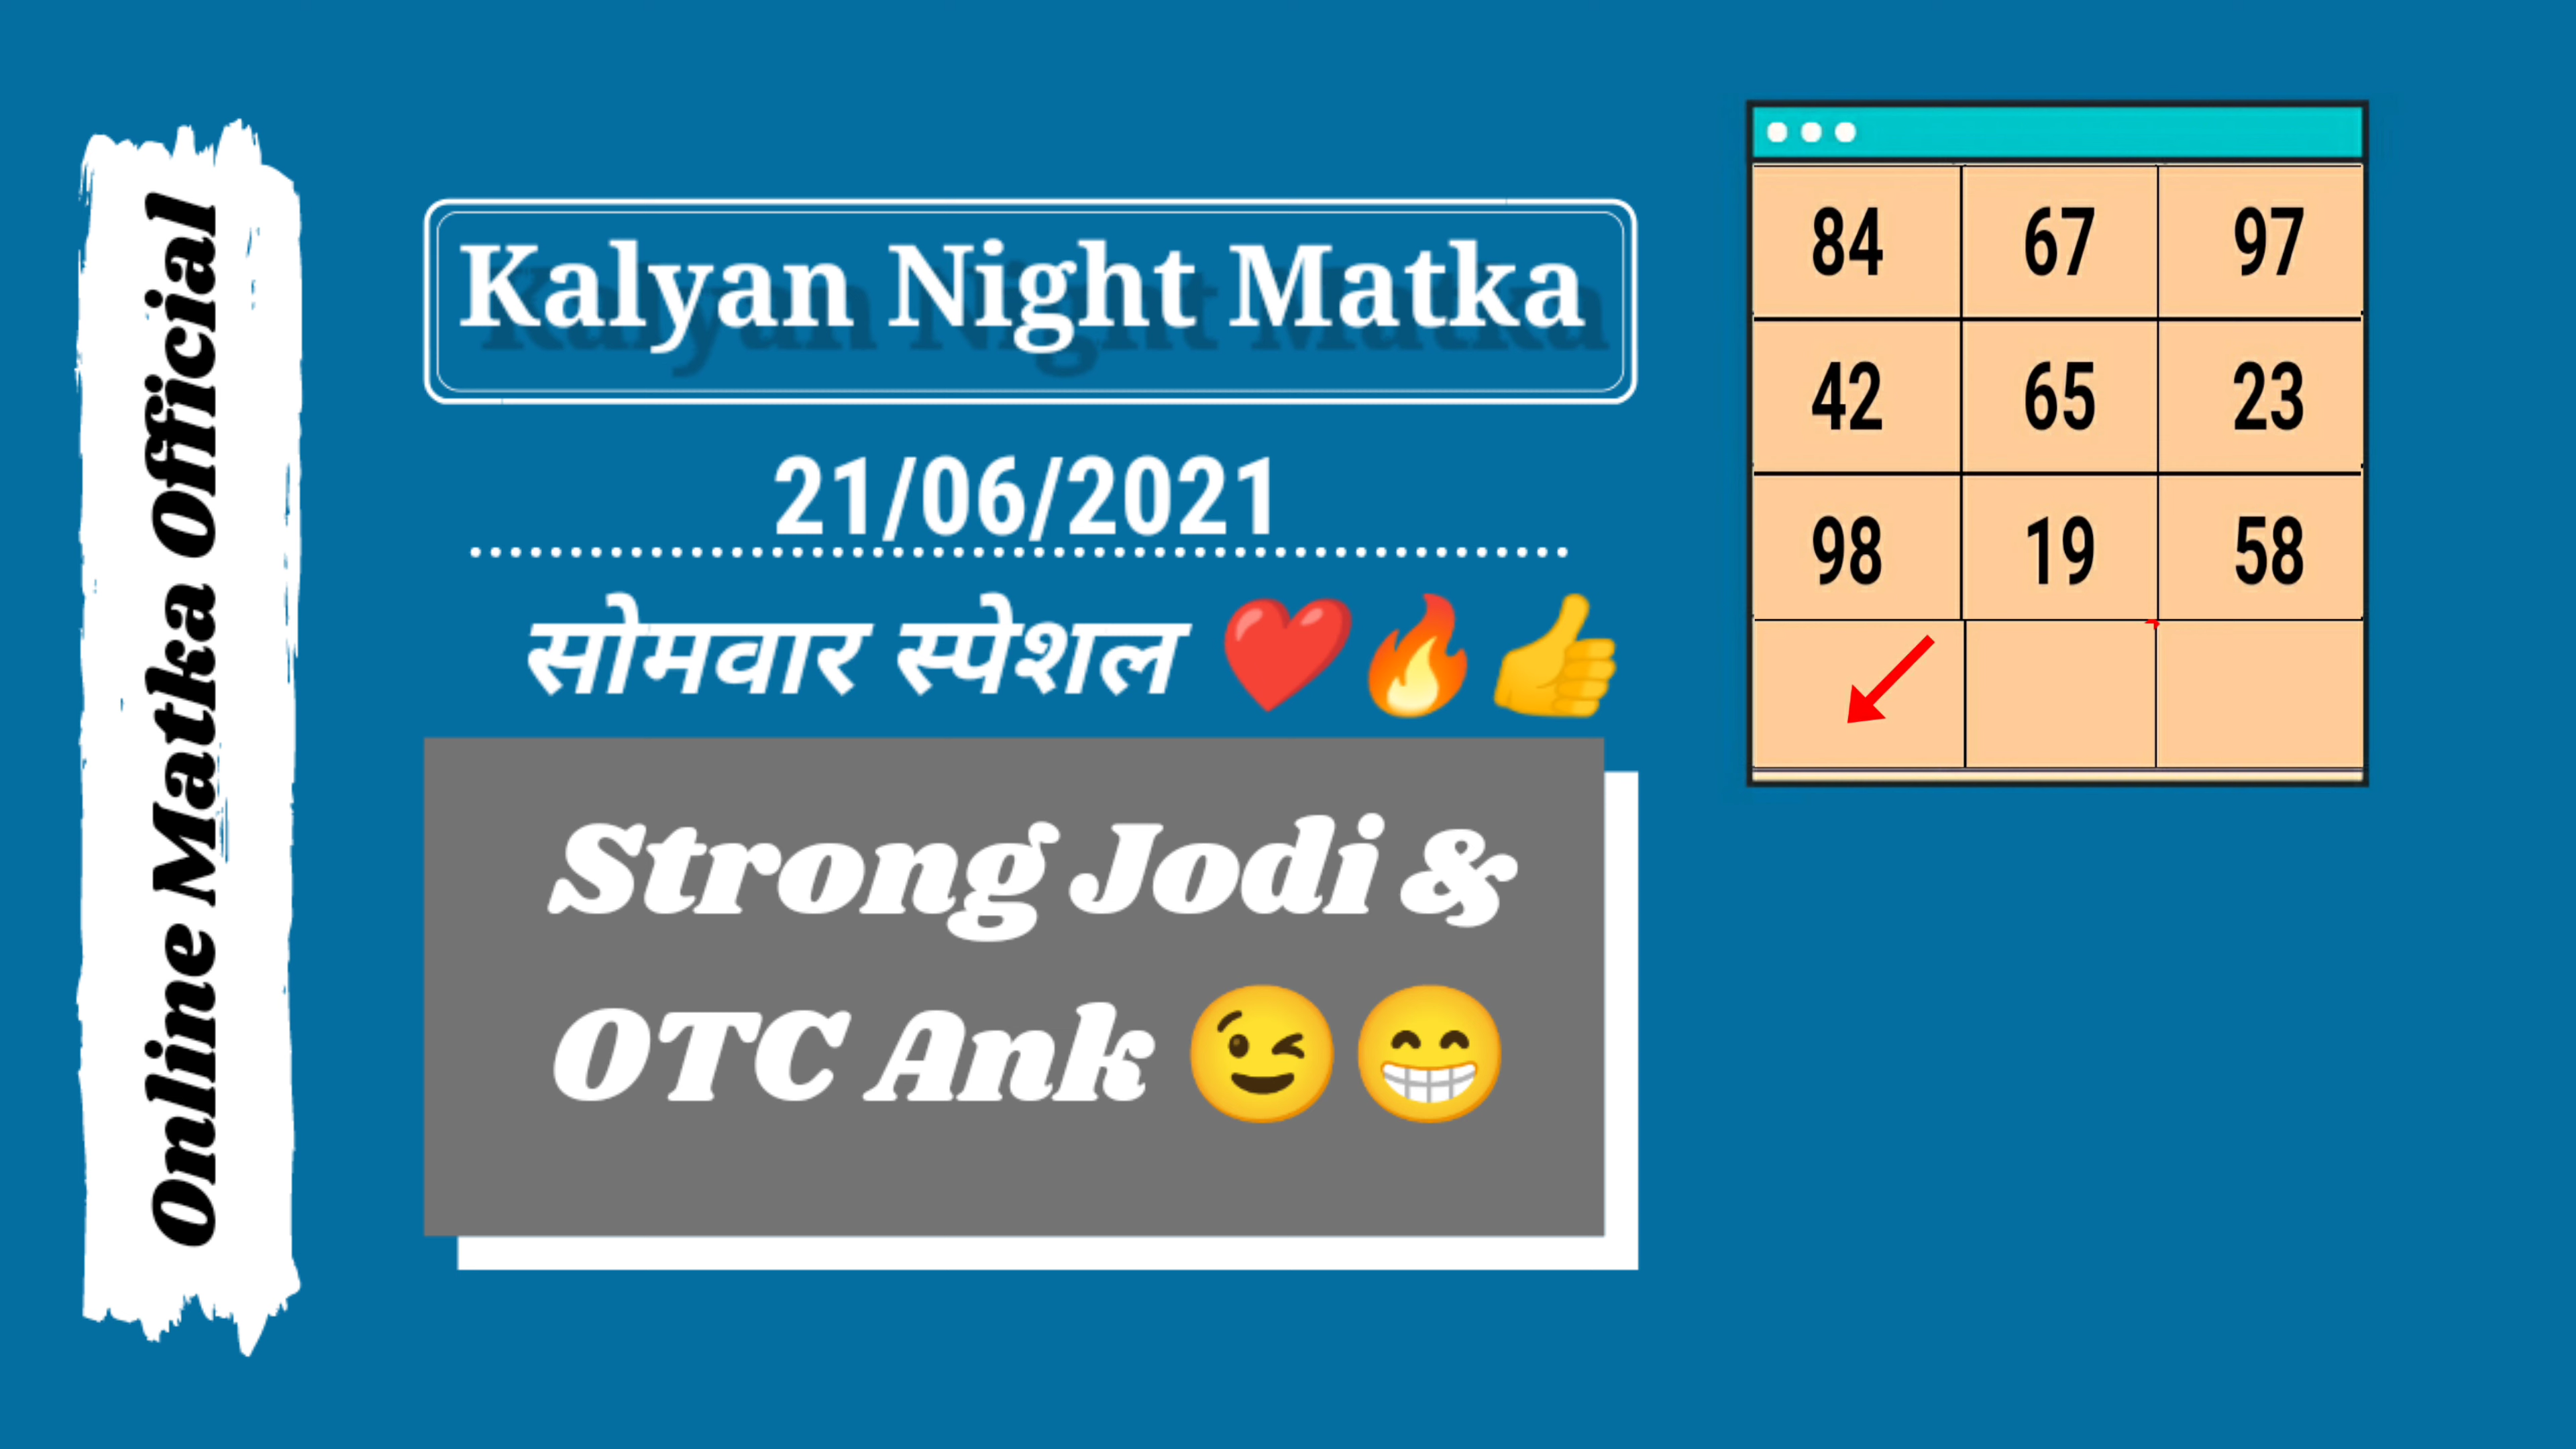 Online Matka Official
Kalyan Night Matka
21/06/2021
सोमवार स्पेशल ❤️🔥👍
Strong Jodi &
OTC Ank 😉😁
84 67 97
42 65 23
98 19 58